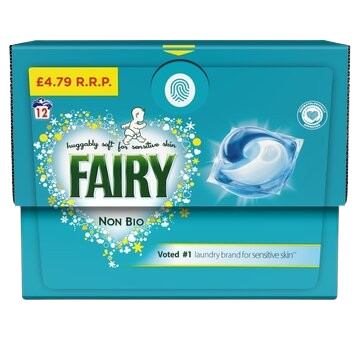 £4.79 R.R.P.
12
huggably soft for sensitive skin
FAIRY
NON BIO
Voted #1 laundry brand for sensitive skin